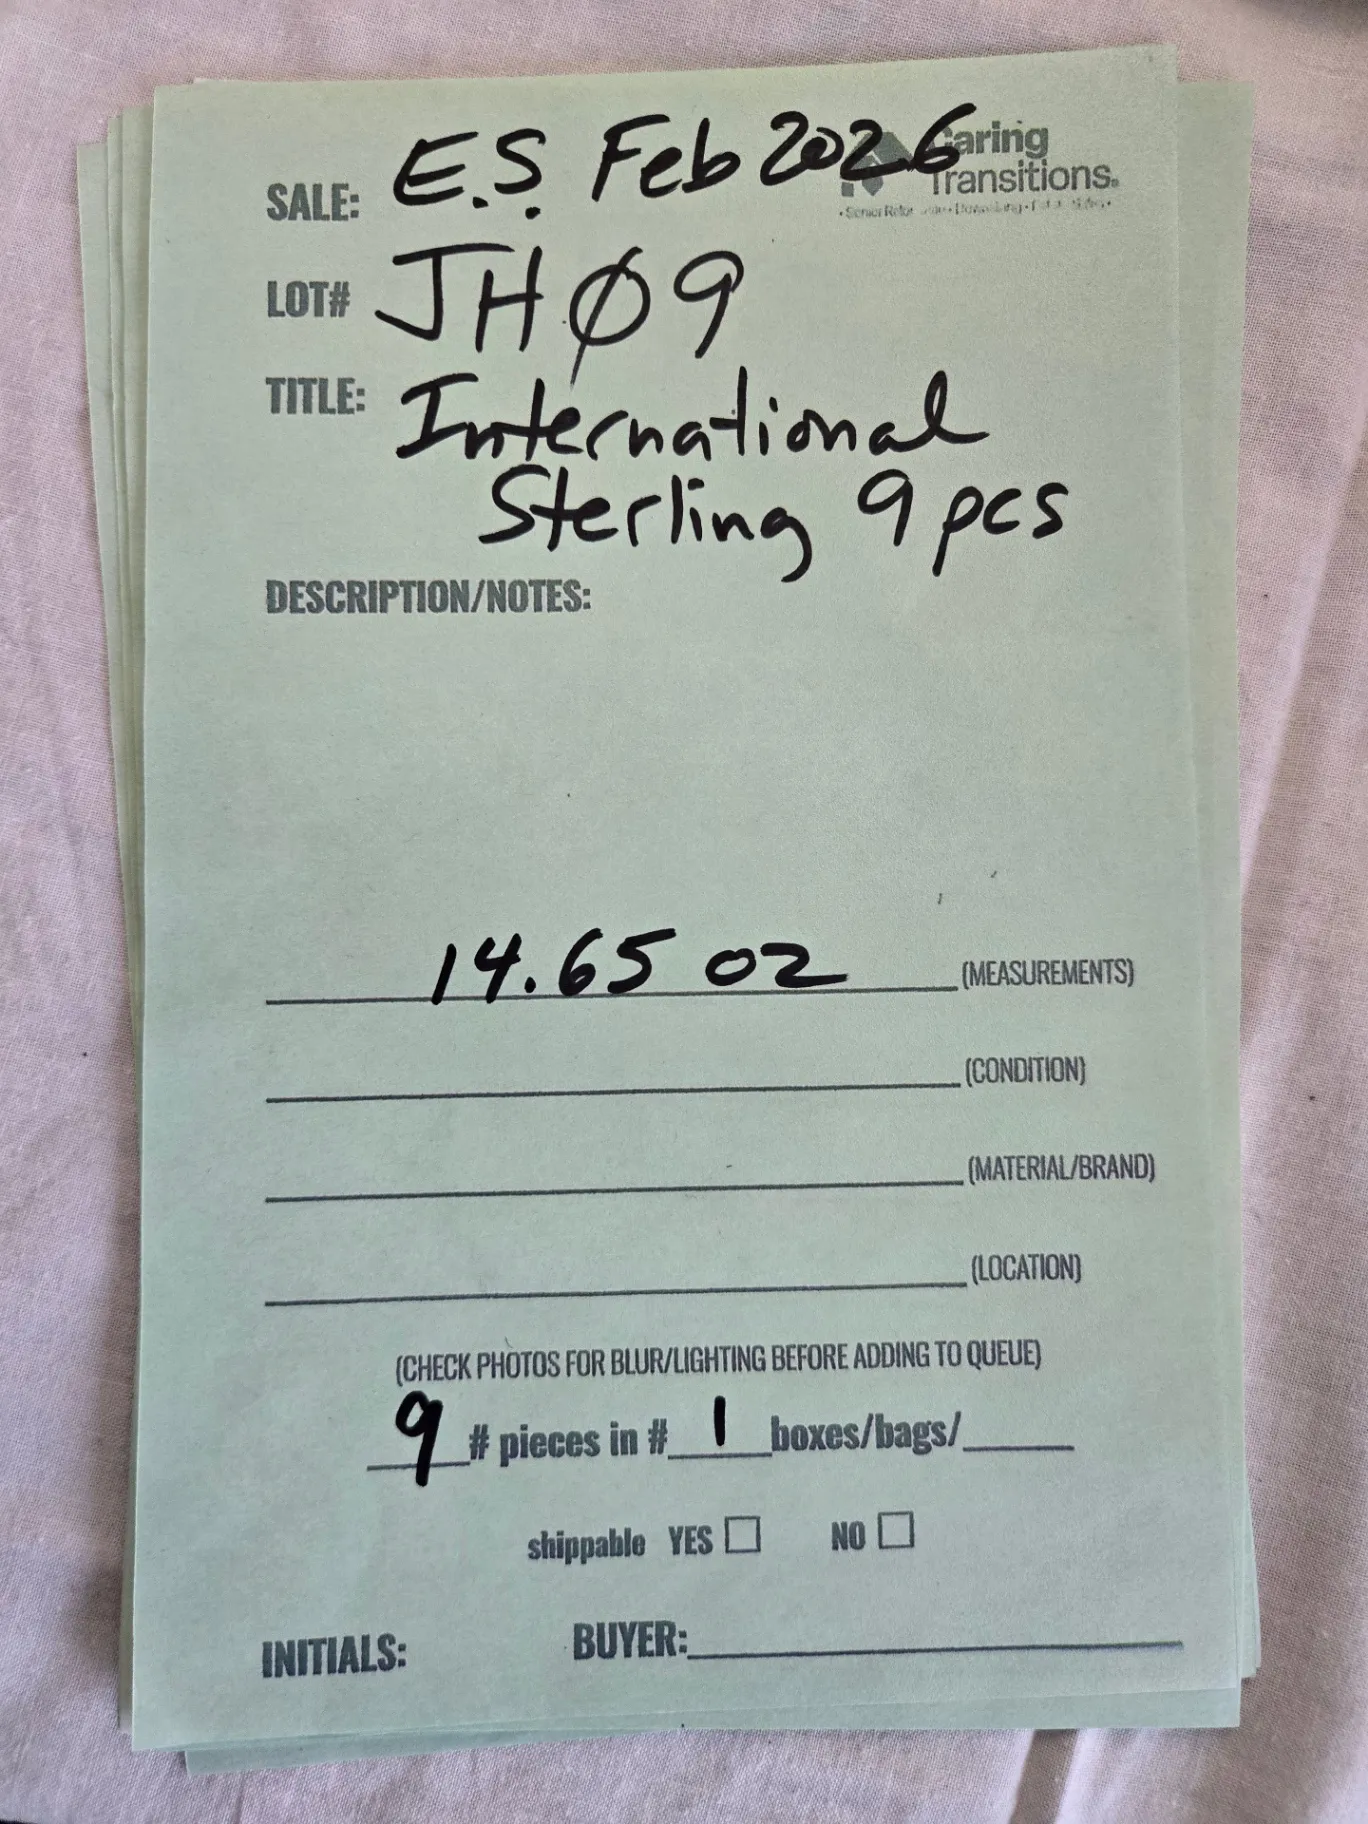 SALE: E.S. Feb 2026
Caring
Transitions.
LOT# JHØ9
TITLE: International
Sterling 9 pcs
DESCRIPTION/NOTES:
14.65 oz (MEASUREMENTS)
(CONDITION)
(MATERIAL/BRAND)
(LOCATION)
(CHECK PHOTOS FOR BLUR/LIGHTING BEFORE ADDING TO QUEUE)
9 # pieces in # 1 boxes/bags/
shippable YES NO
INITIALS: BUYER: